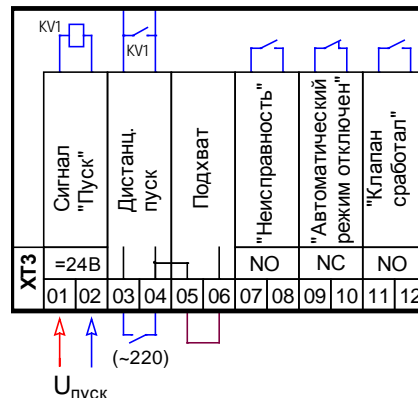 KV1
KV1
Сигнал
"Пуск"
Дистанц.
пуск
Подхват
"Неисправность"
"Автоматический
режим отключен"
"Клапан
сработал"
XT3
=24В
NO
NC
NO
01 02 03 04 05 06 07 08 09 10 11 12
(~220)
Uпуск